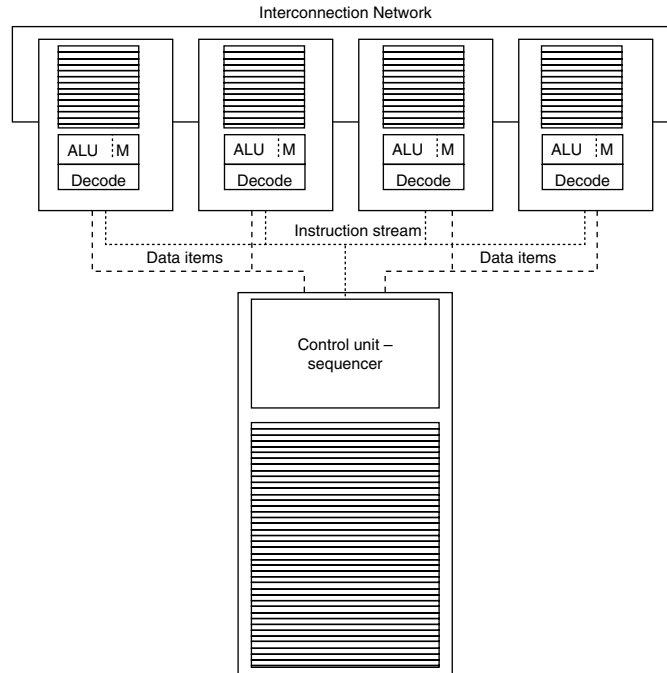 Interconnection Network
ALU M
Decode
ALU M
Decode
ALU M
Decode
ALU M
Decode
Instruction stream
Data items
Data items
Control unit –
sequencer